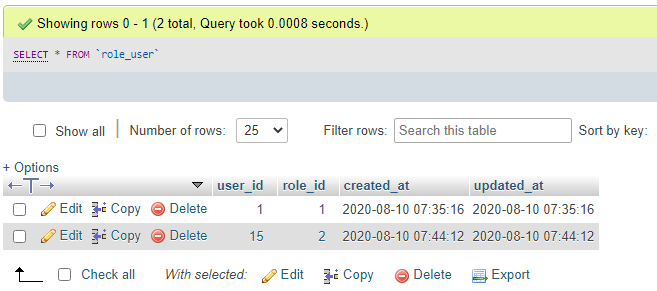 Showing rows 0 - 1 (2 total, Query took 0.0008 seconds.)
SELECT * FROM `role_user`
Show all | Number of rows: 25 Filter rows: Search this table Sort by key:
+ Options
←T→ user_id role_id created_at updated_at
Edit Copy Delete 1 1 2020-08-10 07:35:16 2020-08-10 07:35:16
Edit Copy Delete 15 2 2020-08-10 07:44:12 2020-08-10 07:44:12
Check all With selected: Edit Copy Delete Export